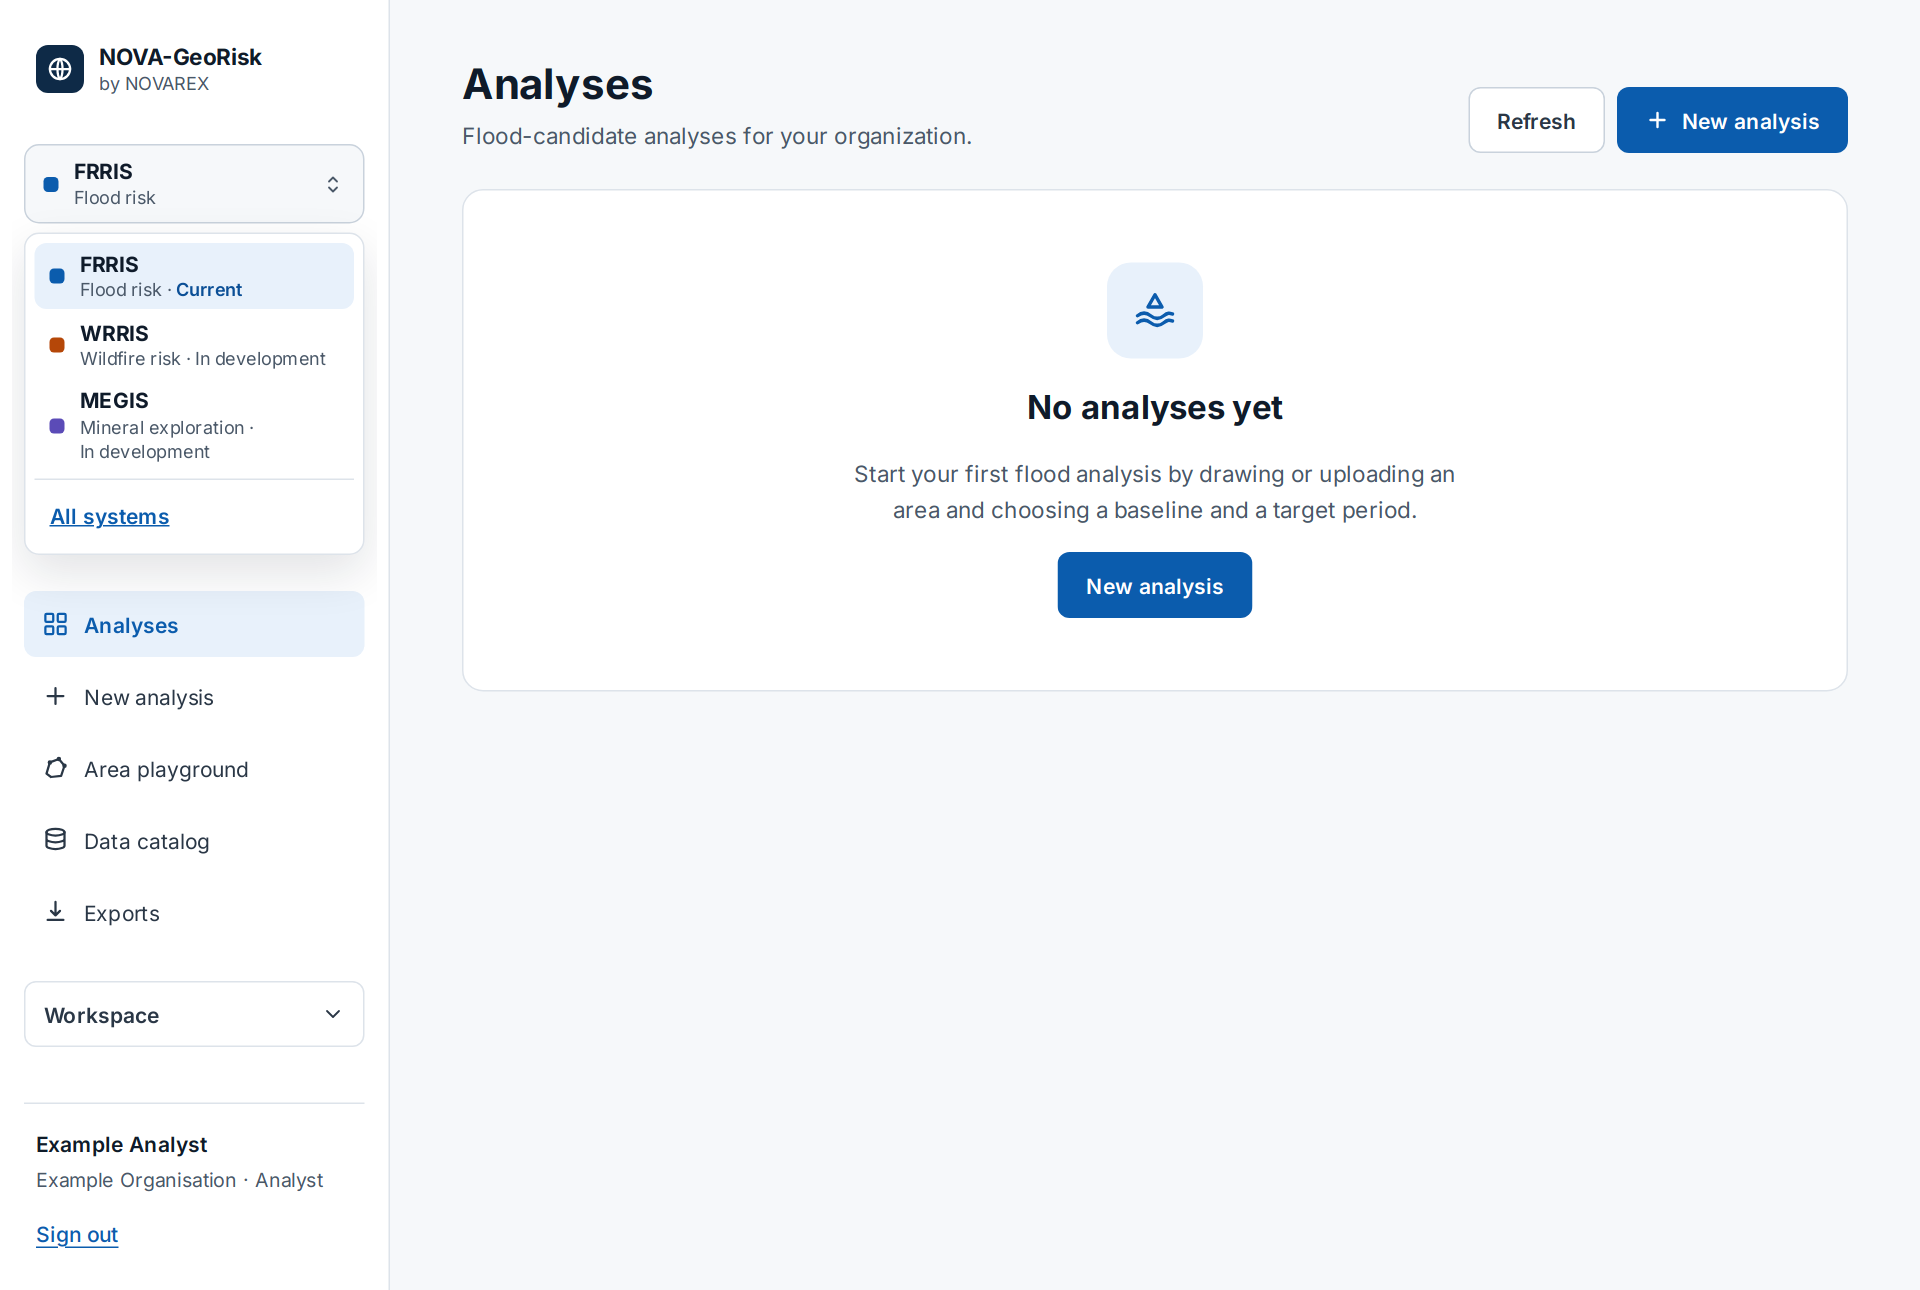 NOVA-GeoRisk
by NOVAREX
FRRIS
Flood risk
FRRIS
Flood risk · Current
WRRIS
Wildfire risk · In development
MEGIS
Mineral exploration ·
In development
All systems
Analyses
New analysis
Area playground
Data catalog
Exports
Workspace
Example Analyst
Example Organisation · Analyst
Sign out
Analyses
Flood-candidate analyses for your organization.
Refresh
New analysis
No analyses yet
Start your first flood analysis by drawing or uploading an
area and choosing a baseline and a target period.
New analysis